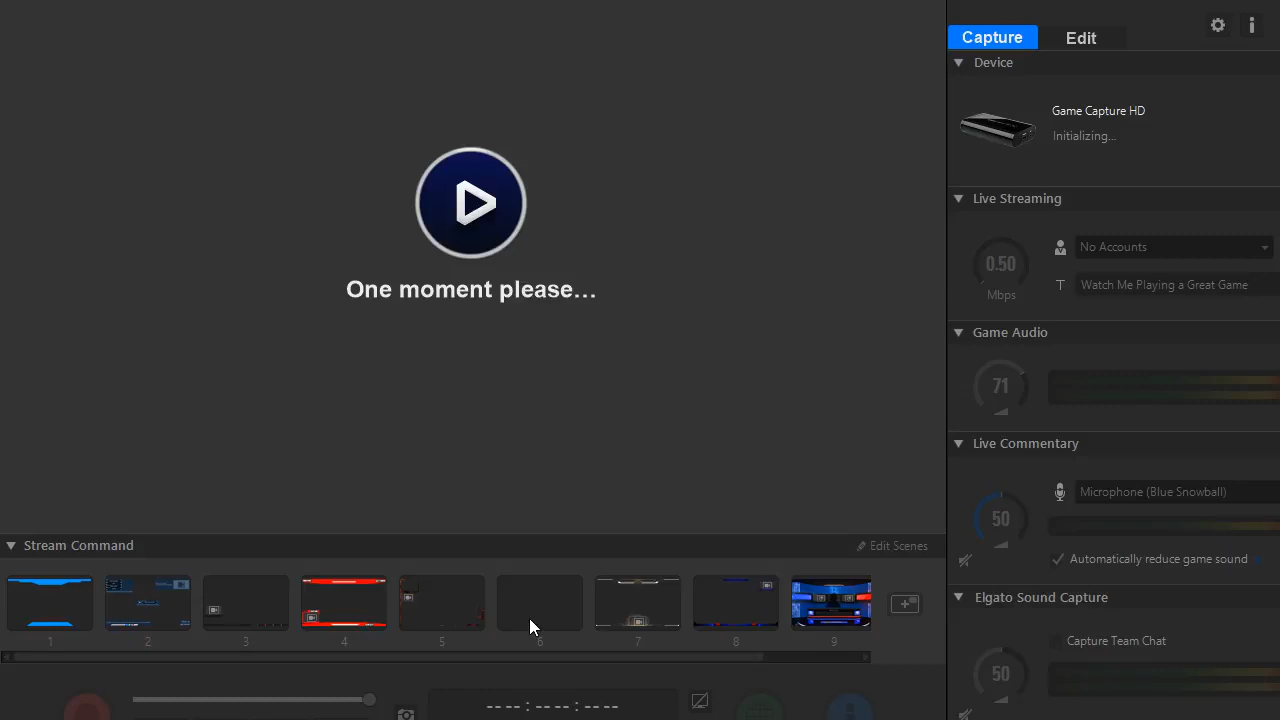 Capture
Edit
Device
Game Capture HD
Initializing...
One moment please...
Live Streaming
0.50
Mbps
No Accounts
T Watch Me Playing a Great Game
Game Audio
71
Live Commentary
50
Microphone (Blue Snowball)
Automatically reduce game sound
Stream Command
Edit Scenes
1 2 3 4 5 6 7 8 9
Elgato Sound Capture
50
Capture Team Chat
-- -- : -- -- : -- --